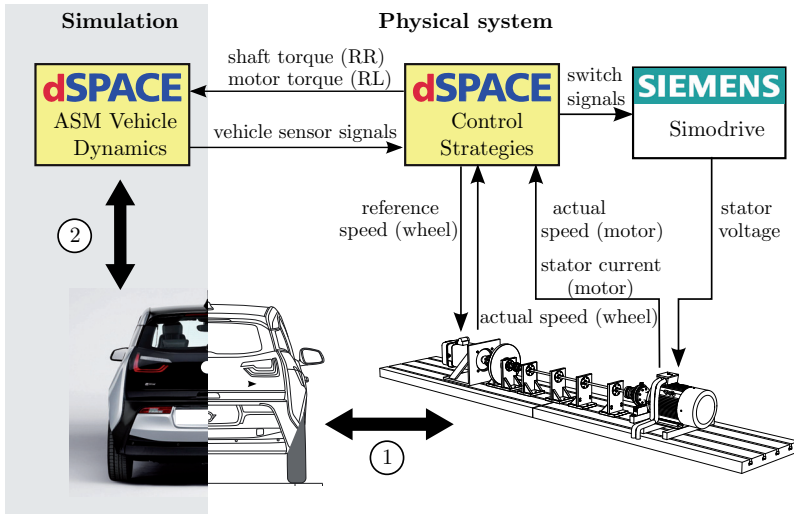 Simulation
Physical system
dSPACE
ASM Vehicle
Dynamics
shaft torque (RR)
motor torque (RL)
vehicle sensor signals
dSPACE
Control
Strategies
switch
signals
SIEMENS
Simodrive
reference
speed (wheel)
actual
speed (motor)
stator
voltage
stator current
(motor)
actual speed (wheel)
2
1